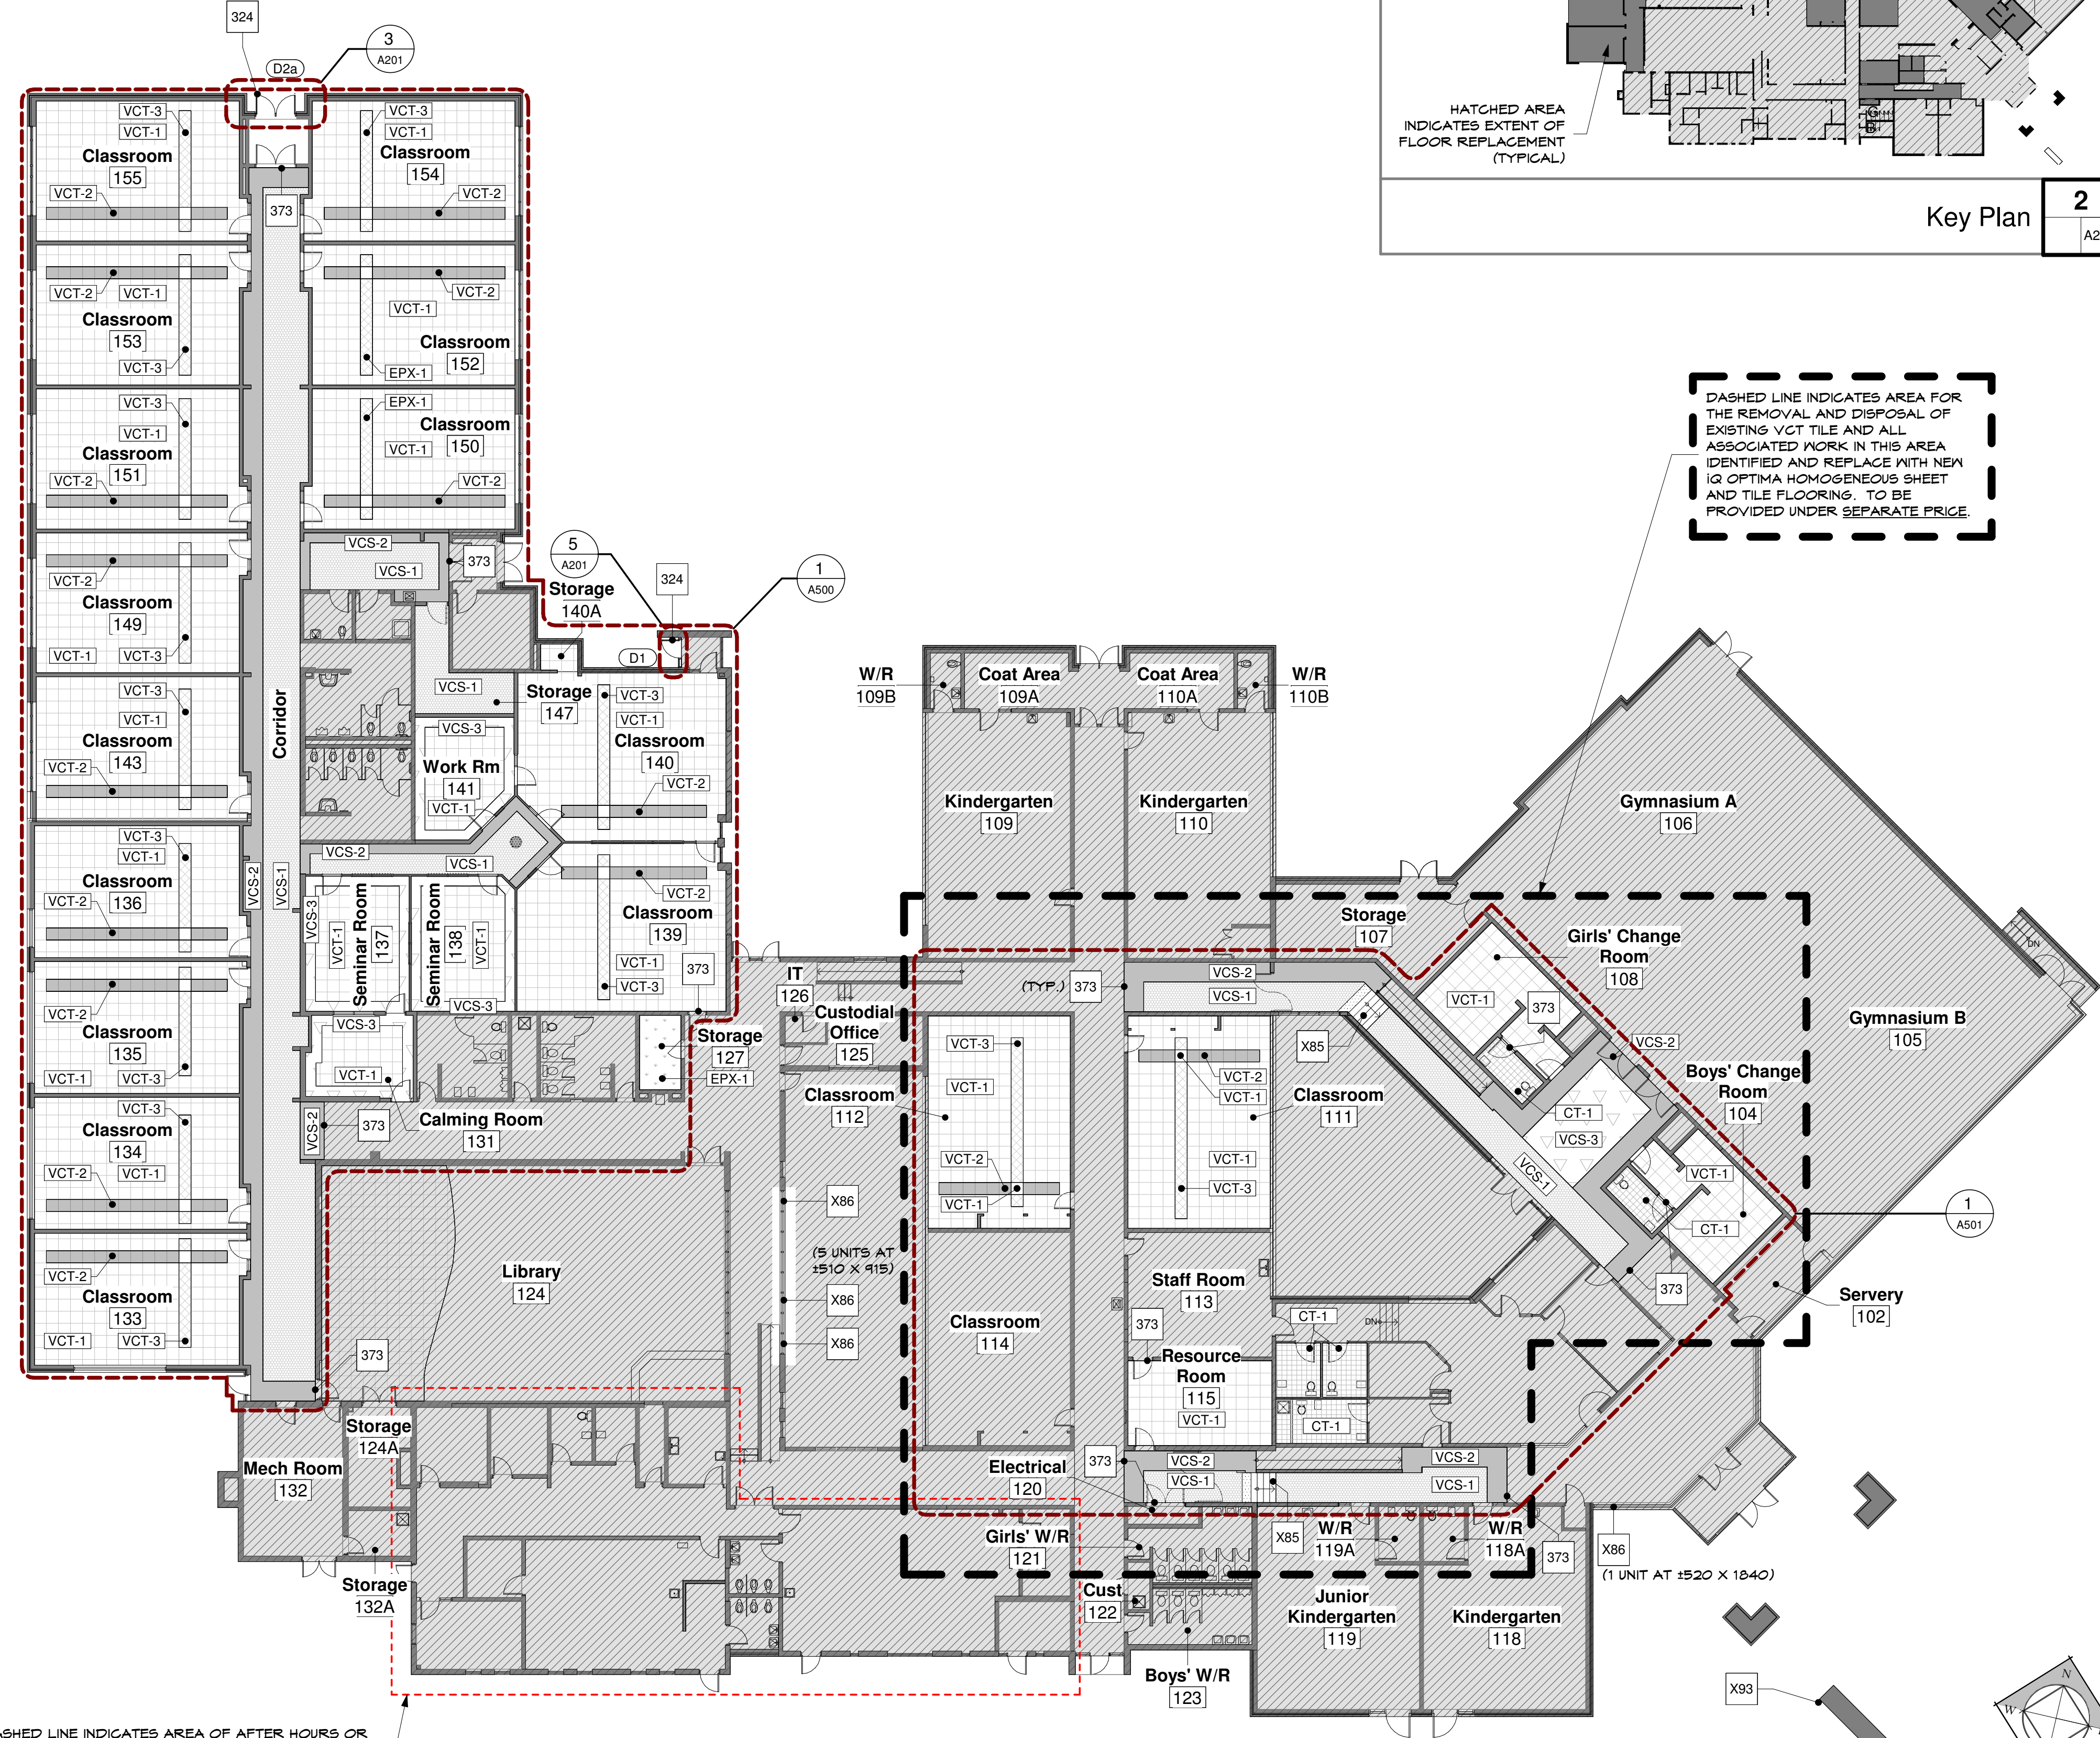 324
3
A201
D2a
HATCHED AREA
INDICATES EXTENT OF
FLOOR REPLACEMENT
(TYPICAL)
Key Plan
2
VCT-3
VCT-1
Classroom
155
VCT-2
VCT-3
VCT-1
Classroom
154
VCT-2
373
VCT-2
VCT-1
Classroom
153
VCT-3
VCT-2
VCT-1
Classroom
152
EPX-1
VCT-3
VCT-1
Classroom
151
VCT-2
EPX-1
Classroom
VCT-1
150
VCT-2
DASHED LINE INDICATES AREA FOR
THE REMOVAL AND DISPOSAL OF
EXISTING VCT TILE AND ALL
ASSOCIATED WORK IN THIS AREA
IDENTIFIED AND REPLACE WITH NEW
iQ OPTIMA HOMOGENEOUS SHEET
AND TILE FLOORING. TO BE
PROVIDED UNDER SEPARATE PRICE.
VCT-2
Classroom
149
VCT-1
VCT-3
VCS-2
VCS-1
373
5
A201
324
1
A500
Storage
140A
D1
VCT-3
VCT-1
Classroom
143
VCT-2
Corridor
VCS-1
Storage
147
VCS-3
Work Rm
141
VCT-1
VCT-3
VCT-1
Classroom
140
VCT-2
W/R
109B
Coat Area
109A
Coat Area
110A
W/R
110B
Kindergarten
109
Kindergarten
110
Gymnasium A
106
VCT-3
VCT-1
Classroom
136
VCT-2
VCS-2
VCS-1
VCS-2
VCS-1
VCS-3
VCT-1
Seminar Room
137
Seminar Room
138
VCT-1
VCS-3
VCT-2
Classroom
139
VCT-1
VCT-3
373
Storage
107
Girls' Change
Room
108
VCT-1
373
Gymnasium B
105
DN
VCT-2
Classroom
135
VCT-1
VCT-3
VCS-3
VCT-1
Calming Room
131
Storage
127
EPX-1
IT
126
Custodial
Office
125
(TYP.)
373
VCS-2
VCS-1
X85
VCS-2
Boys' Change
Room
104
VCT-1
CT-1
VCS-3
VCS-1
CT-1
373
1
A501
Servery
102
VCT-3
VCT-1
Classroom
112
VCT-2
VCT-1
VCT-2
VCT-1
Classroom
111
VCT-1
VCT-3
VCT-3
Classroom
134
VCT-2
VCT-1
VCS-2
373
VCT-2
Classroom
133
VCT-1
VCT-3
Library
124
X86
(5 UNITS AT
±510 X 915)
X86
X86
Classroom
114
Staff Room
113
373
Resource
Room
115
VCT-1
CT-1
DN
CT-1
373
Storage
124A
Mech Room
132
Storage
132A
Electrical
120
373
VCS-2
VCS-1
VCS-2
VCS-1
Girls' W/R
121
X85
W/R
119A
W/R
118A
373
X86
(1 UNIT AT ±520 X 1840)
Cust
122
Boys' W/R
123
Junior
Kindergarten
119
Kindergarten
118
X93
N
W
DASHED LINE INDICATES AREA OF AFTER HOURS OR